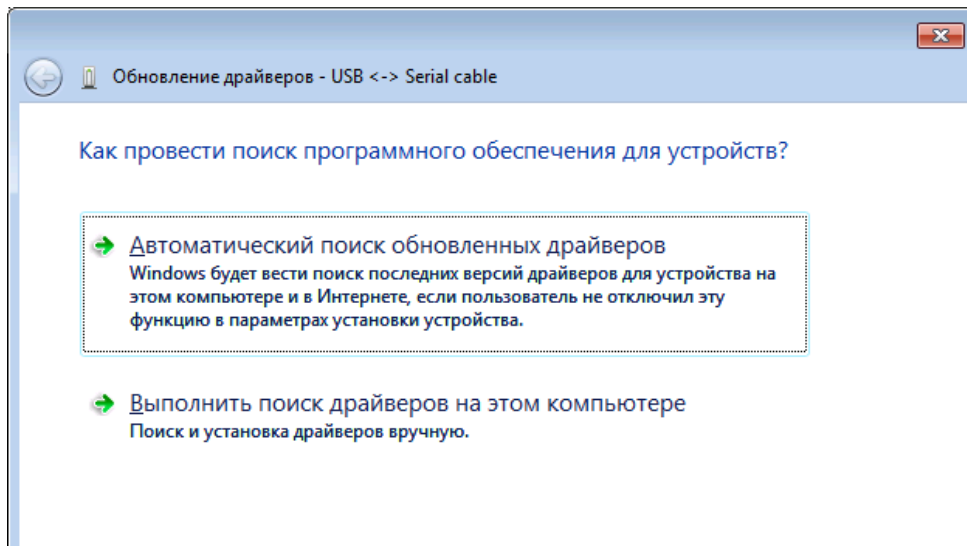 Обновление драйверов - USB <-> Serial cable
Как провести поиск программного обеспечения для устройств?
Автоматический поиск обновленных драйверов
Windows будет вести поиск последних версий драйверов для устройства на
этом компьютере и в Интернете, если пользователь не отключил эту
функцию в параметрах установки устройства.
Выполнить поиск драйверов на этом компьютере
Поиск и установка драйверов вручную.